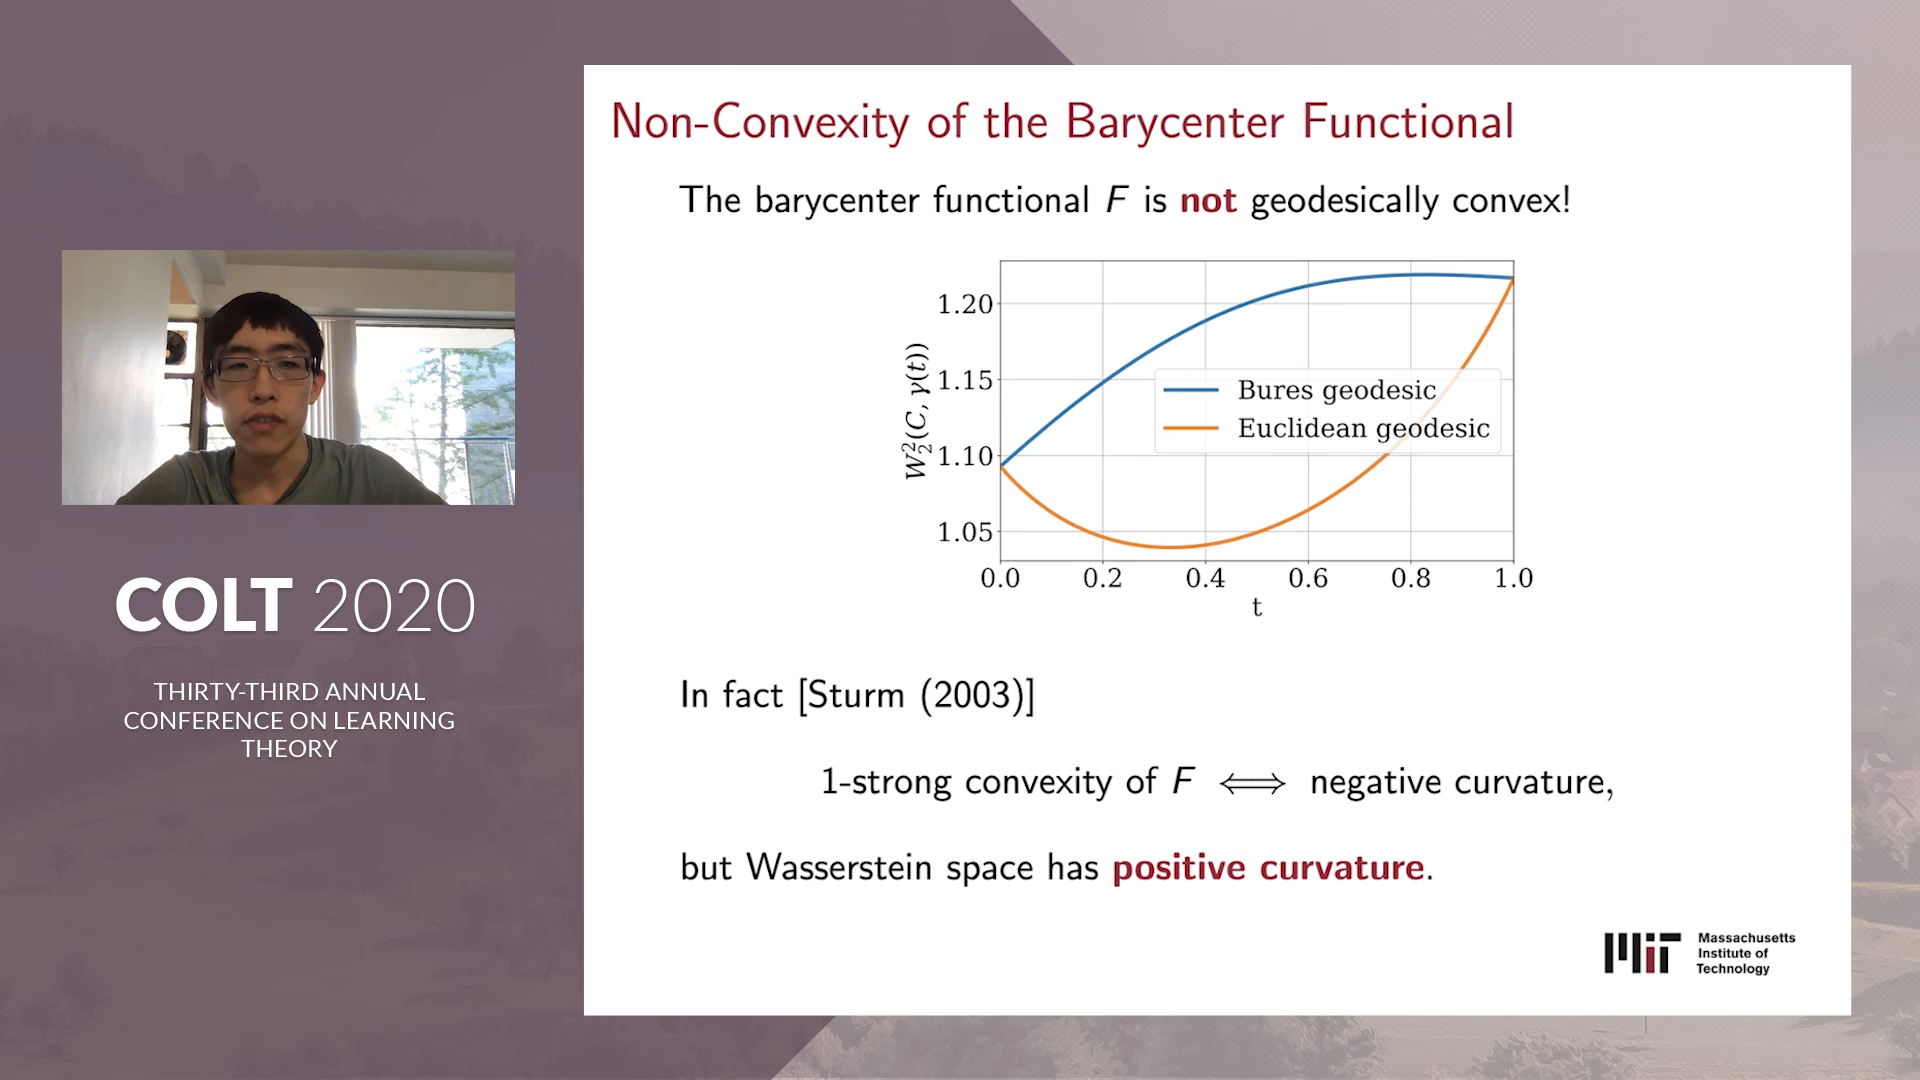 COLT 2020
THIRTY-THIRD ANNUAL
CONFERENCE ON LEARNING
THEORY
Non-Convexity of the Barycenter Functional
The barycenter functional F is not geodesically convex!
1.20
1.15
1.10
1.05
W₂²(C, γ(t))
Bures geodesic
Euclidean geodesic
0.0 0.2 0.4 0.6 0.8 1.0
t
In fact [Sturm (2003)]
1-strong convexity of F ⟺ negative curvature,
but Wasserstein space has positive curvature.
MIT
Massachusetts
Institute of
Technology